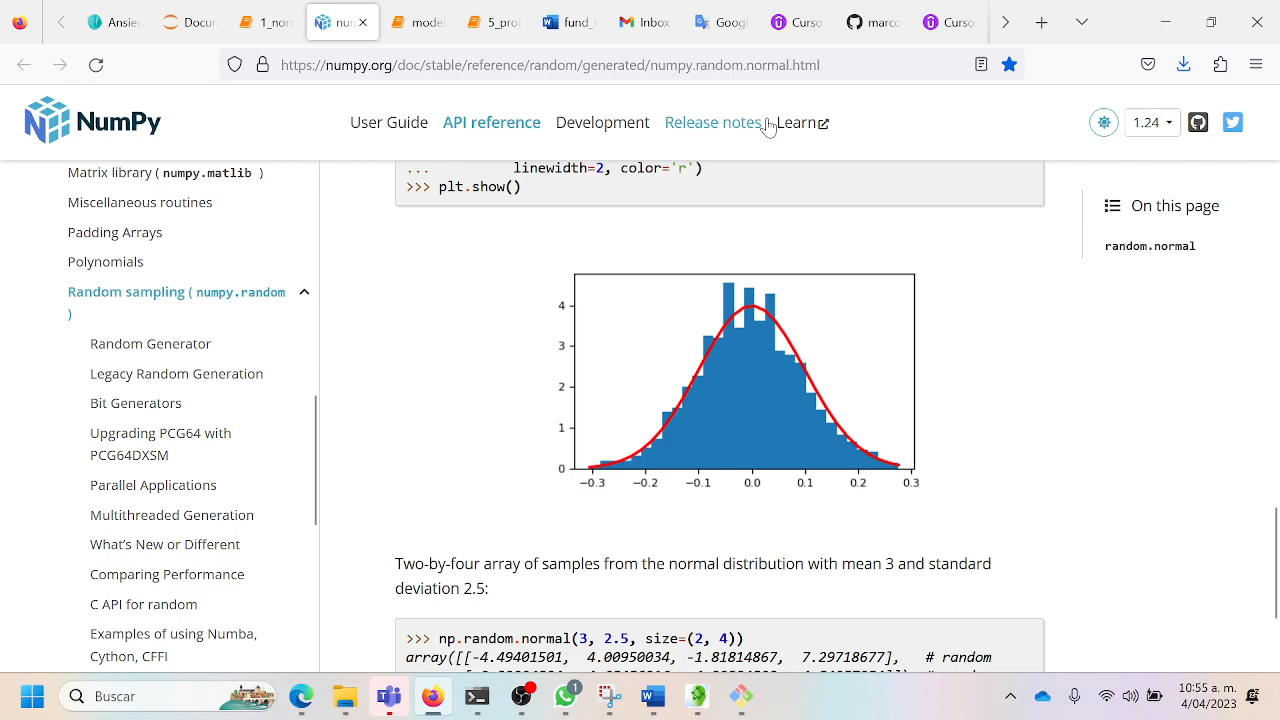 Ansie
Docu
1_nor
nun
model
5_pro
fund_
Inbox
Googl
Curso
marco
Curso
https://numpy.org/doc/stable/reference/random/generated/numpy.random.normal.html
NumPy
User Guide
API reference
Development
Release notes
Learn
1.24
Matrix library ( numpy.matlib )
Miscellaneous routines
Padding Arrays
Polynomials
Random sampling ( numpy.random
)
Random Generator
Legacy Random Generation
Bit Generators
Upgrading PCG64 with
PCG64DXSM
Parallel Applications
Multithreaded Generation
What's New or Different
Comparing Performance
C API for random
Examples of using Numba,
Cython, CFFI
... linewidth=2, color='r')
>>> plt.show()
4
3
2
1
0
−0.3 −0.2 −0.1 0.0 0.1 0.2 0.3
Two-by-four array of samples from the normal distribution with mean 3 and standard
deviation 2.5:
>>> np.random.normal(3, 2.5, size=(2, 4))
array([[-4.49401501, 4.00950034, -1.81814867, 7.29718677], # random
On this page
random.normal
Buscar
1
10:55 a. m.
4/04/2023